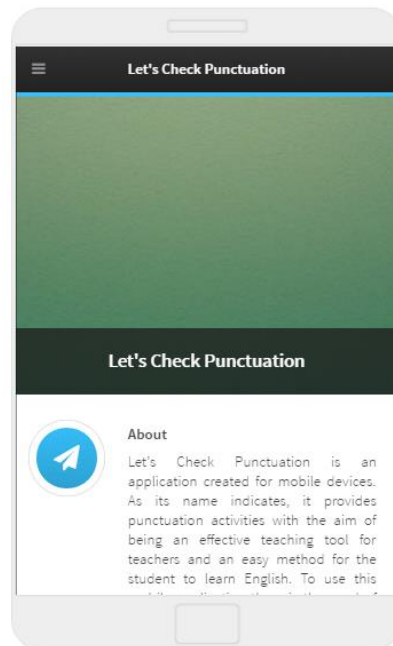 Let's Check Punctuation
Let's Check Punctuation
About
Let's Check Punctuation is an
application created for mobile devices.
As its name indicates, it provides
punctuation activities with the aim of
being an effective teaching tool for
teachers and an easy method for the
student to learn English. To use this